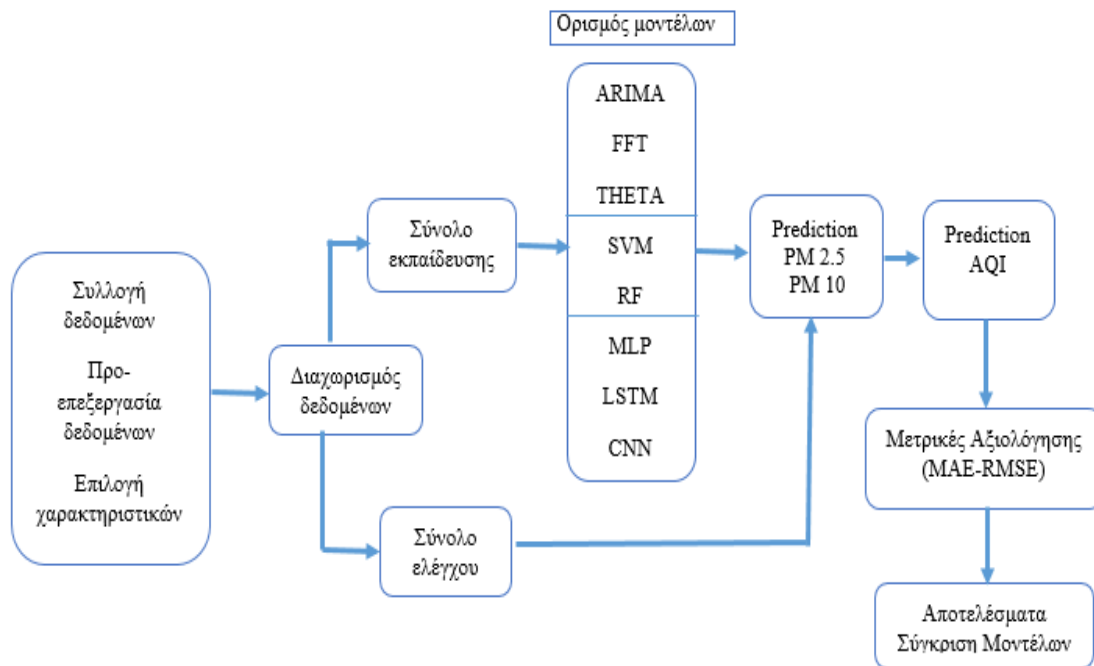 Ορισμός μοντέλων
Συλλογή
δεδομένων
Προ-
επεξεργασία
δεδομένων
Επιλογή
χαρακτηριστικών
Διαχωρισμός
δεδομένων
Σύνολο
εκπαίδευσης
Σύνολο
ελέγχου
ARIMA
FFT
THETA
SVM
RF
MLP
LSTM
CNN
Prediction
PM 2.5
PM 10
Prediction
AQI
Μετρικές Αξιολόγησης
(MAE-RMSE)
Αποτελέσματα
Σύγκριση Μοντέλων